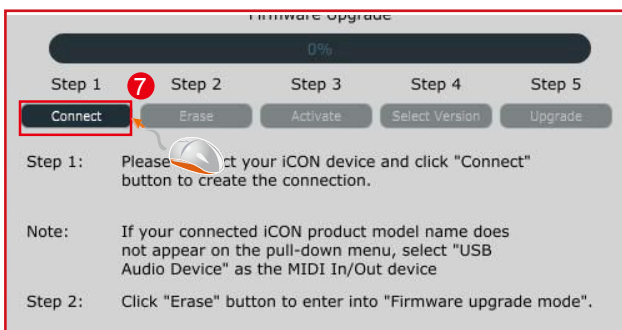 Firmware Upgrade
0%
Step 1 7 Step 2 Step 3 Step 4 Step 5
Connect Erase Activate Select Version Upgrade
Step 1: Please ct your iCON device and click "Connect"
button to create the connection.
Note: If your connected iCON product model name does
not appear on the pull-down menu, select "USB
Audio Device" as the MIDI In/Out device
Step 2: Click "Erase" button to enter into "Firmware upgrade mode".